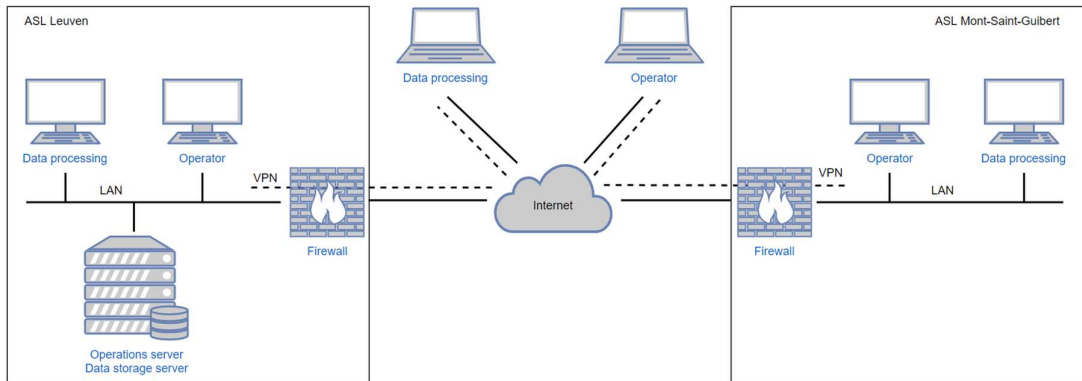 ASL Leuven
ASL Mont-Saint-Guibert
Data processing
Operator
Data processing
Operator
Operator
Data processing
LAN
VPN
Internet
VPN
LAN
Firewall
Firewall
Operations server
Data storage server